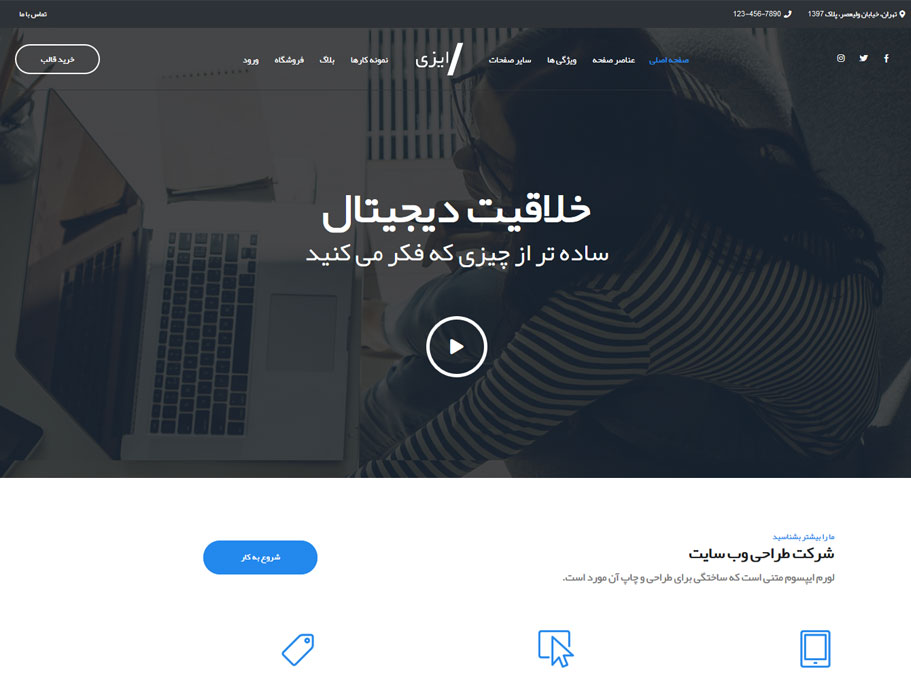 تهران، خیابان ولیعصر، پلاک 1397
123-456-7890
تماس با ما
صفحه اصلی
عناصر صفحه
ویژگی ها
سایر صفحات
ایزی
نمونه کارها
بلاگ
فروشگاه
ورود
خرید قالب
خلاقیت دیجیتال
ساده تر از چیزی که فکر می کنید
ما را بیشتر بشناسید
شرکت طراحی وب سایت
لورم ایپسوم متنی است که ساختگی برای طراحی و چاپ آن مورد است.
شروع به کار